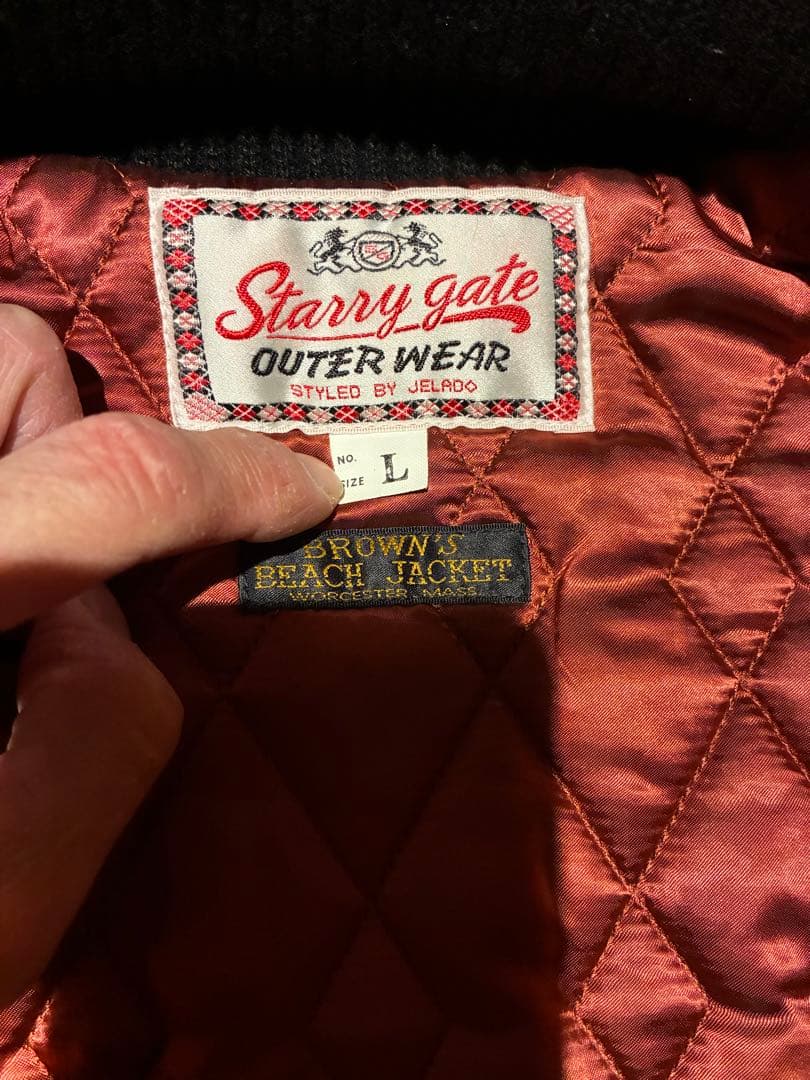 Starry gate
OUTER WEAR
STYLED BY JELADO
NO.
SIZE L
BROWN'S
BEACH JACKET
WORCESTER MASS